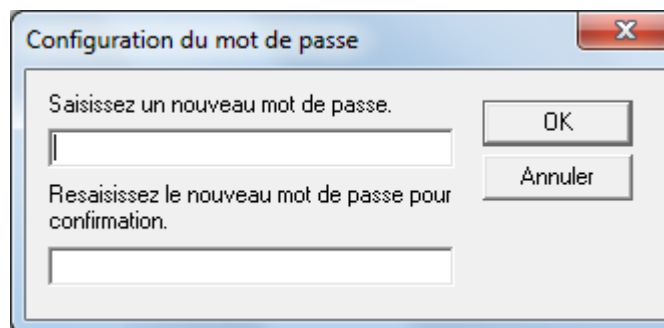 Configuration du mot de passe
Saisissez un nouveau mot de passe.
OK
Annuler
Resaisissez le nouveau mot de passe pour
confirmation.